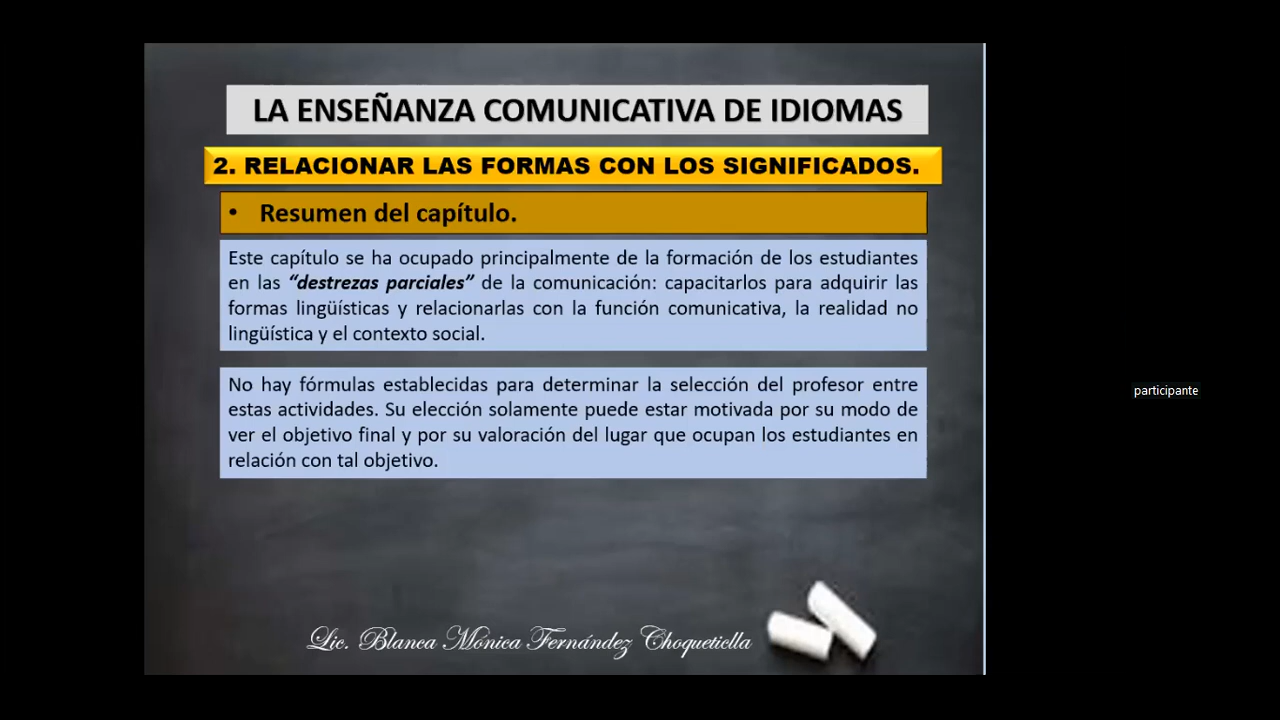 LA ENSEÑANZA COMUNICATIVA DE IDIOMAS
2. RELACIONAR LAS FORMAS CON LOS SIGNIFICADOS.
• Resumen del capítulo.
Este capítulo se ha ocupado principalmente de la formación de los estudiantes
en las “destrezas parciales” de la comunicación: capacitarlos para adquirir las
formas lingüísticas y relacionarlas con la función comunicativa, la realidad no
lingüística y el contexto social.
No hay fórmulas establecidas para determinar la selección del profesor entre
estas actividades. Su elección solamente puede estar motivada por su modo de
ver el objetivo final y por su valoración del lugar que ocupan los estudiantes en
relación con tal objetivo.
participante
Lic. Blanca Mónica Fernández Choqueticlla